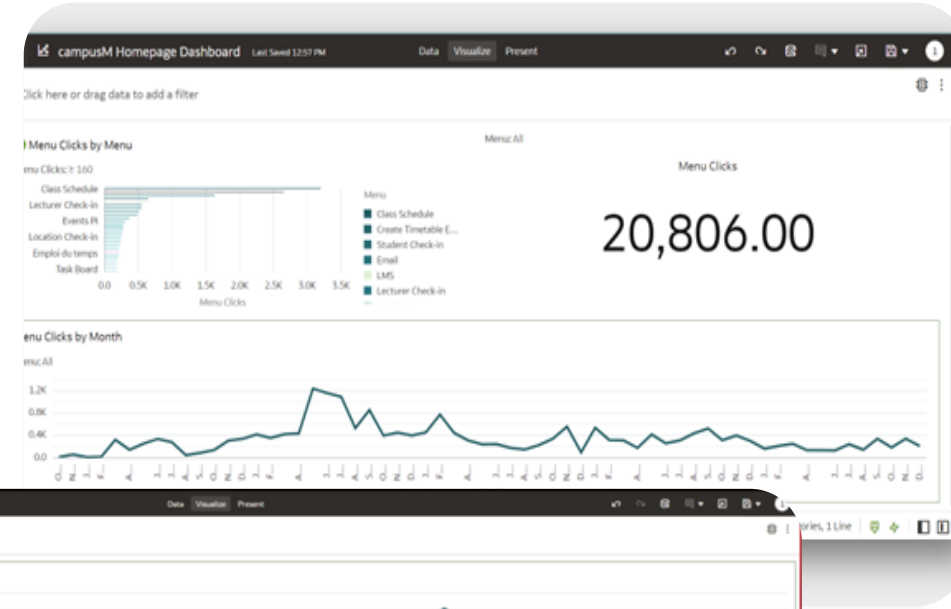 campusM Homepage Dashboard Last Saved 12:57 PM Data Visualize Present 1
Click here or drag data to add a filter
Menu Clicks by Menu
Menu: All
Menu Clicks
enu Clicks: ≥ 160
Class Schedule
Lecturer Check-in
Events PI
Location Check-in
Emploi du temps
Task Board
0.0 0.5K 1.0K 1.5K 2.0K 2.5K 3.0K 3.5K
Menu Clicks
Menu
Class Schedule
Create Timetable E...
Student Check-in
Email
LMS
Lecturer Check-in
20,806.00
enu Clicks by Month
enu: All
1.2K
0.8K
0.4K
0.0
O... N... J... F... A... J... J... A... S... O... N... D... J... F... A... J... J... A... S... O... N... D... J... F... A... J... J... A... S... O... N... D... J... F... A... J... J... A... S... O... N... D... J... F... A... J... J... A... S... O... N... D...
Data Visualize Present
ories, 1 Line